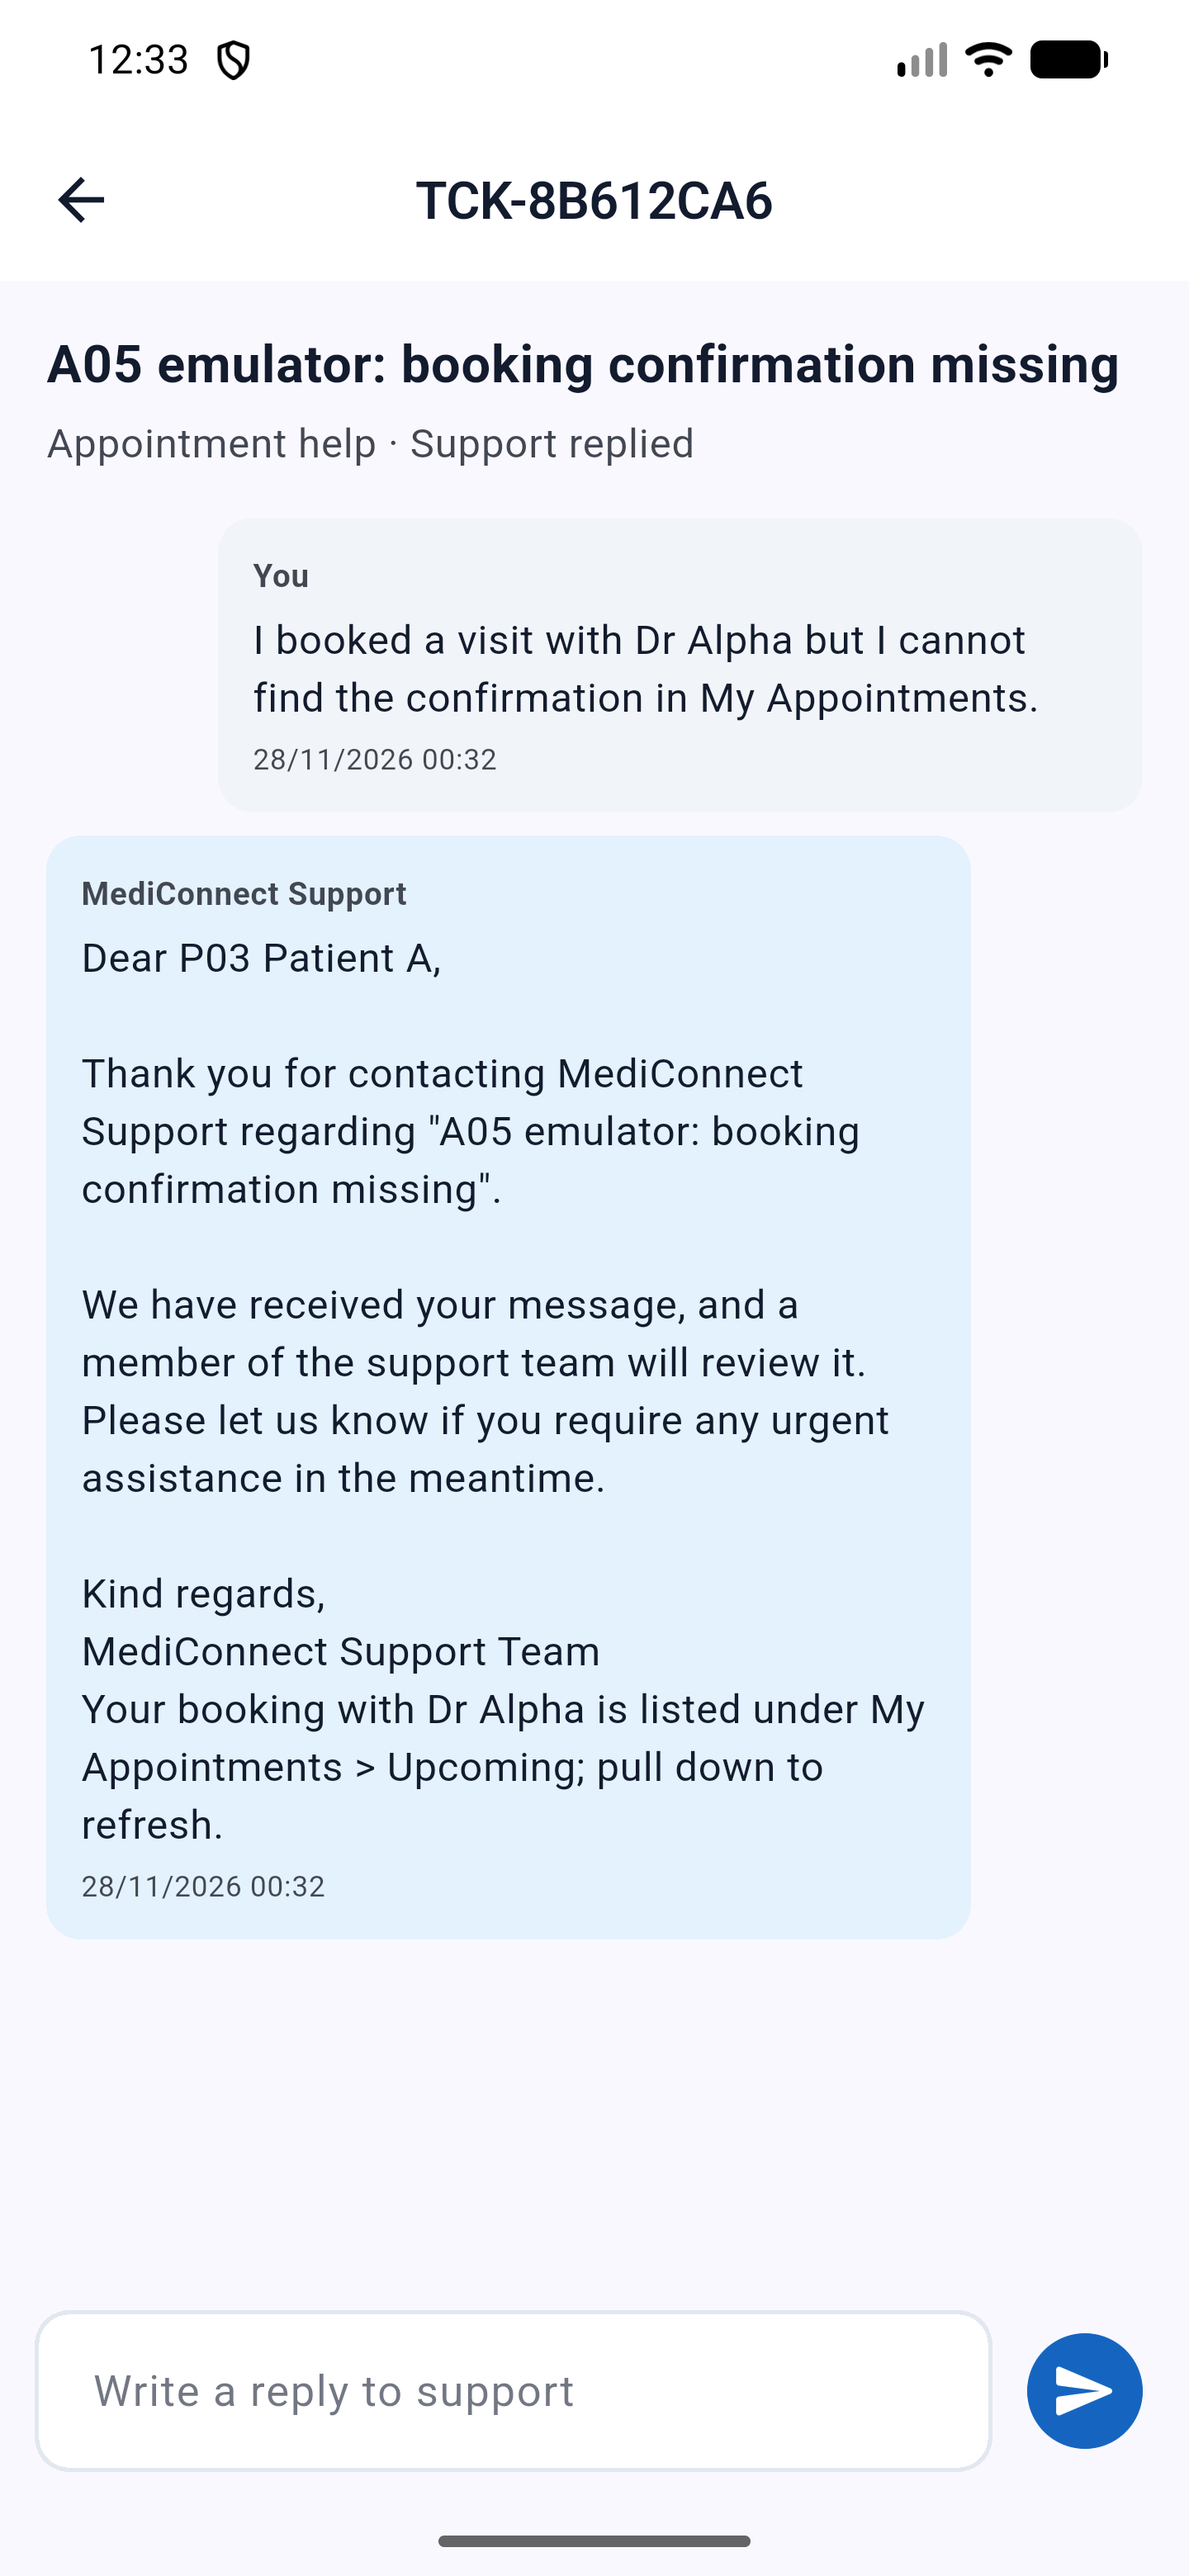 12:33
TCK-8B612CA6
A05 emulator: booking confirmation missing
Appointment help · Support replied
You
I booked a visit with Dr Alpha but I cannot
find the confirmation in My Appointments.
28/11/2026 00:32
MediConnect Support
Dear P03 Patient A,
Thank you for contacting MediConnect
Support regarding "A05 emulator: booking
confirmation missing".
We have received your message, and a
member of the support team will review it.
Please let us know if you require any urgent
assistance in the meantime.
Kind regards,
MediConnect Support Team
Your booking with Dr Alpha is listed under My
Appointments > Upcoming; pull down to
refresh.
28/11/2026 00:32
Write a reply to support